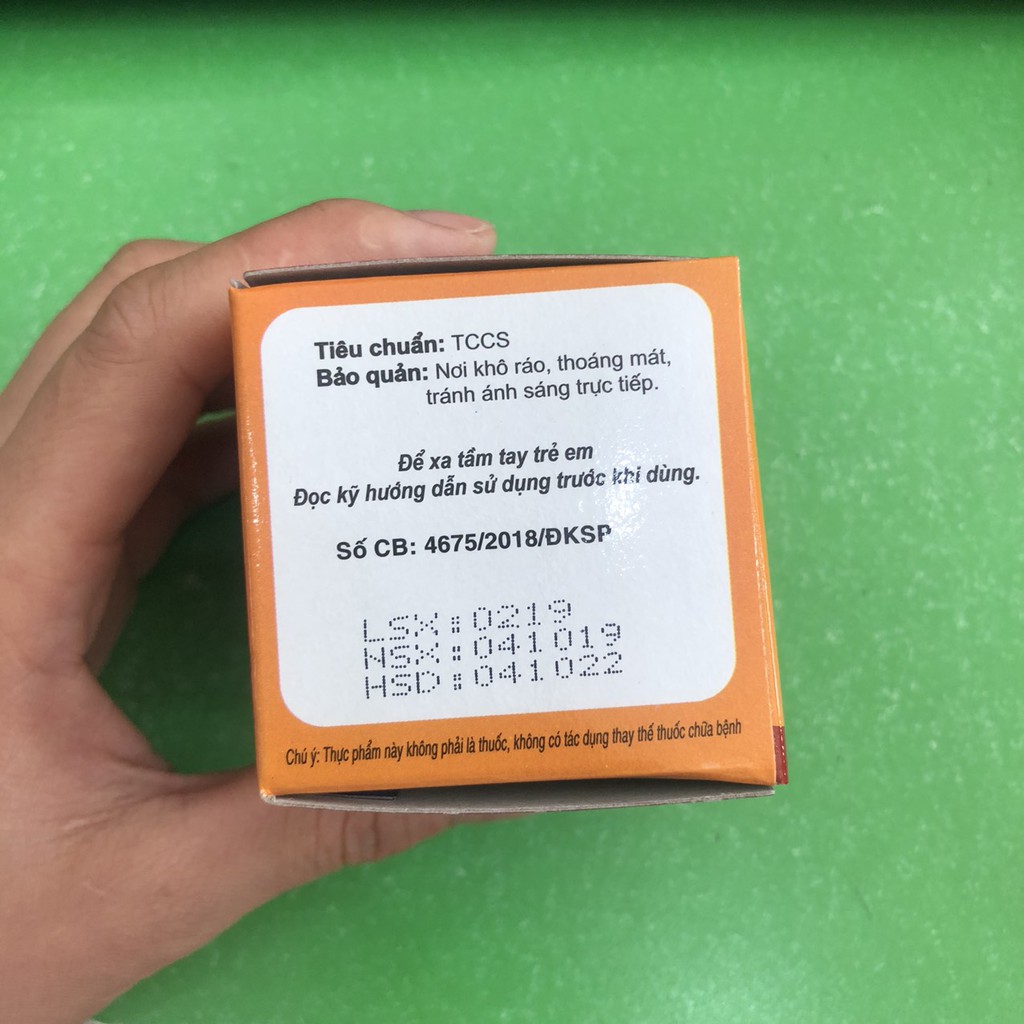 Tiêu chuẩn: TCCS
Bảo quản: Nơi khô ráo, thoáng mát,
tránh ánh sáng trực tiếp.
Để xa tầm tay trẻ em
Đọc kỹ hướng dẫn sử dụng trước khi dùng.
Số CB: 4675/2018/ĐKSP
LSX:0219
NSX:041019
HSD:041022
Chú ý: Thực phẩm này không phải là thuốc, không có tác dụng thay thế thuốc chữa bệnh